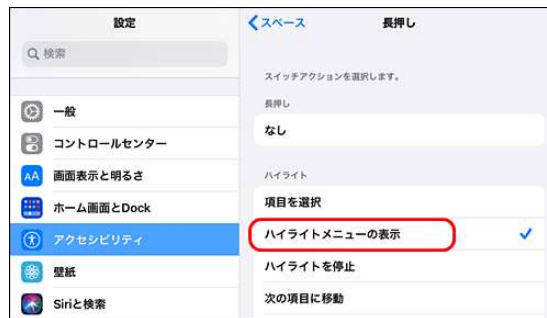 設定
検索
一般
コントロールセンター
画面表示と明るさ
ホーム画面とDock
アクセシビリティ
壁紙
Siriと検索
スペース
長押し
スイッチアクションを選択します。
長押し
なし
ハイライト
項目を選択
ハイライトメニューの表示
ハイライトを停止
次の項目に移動